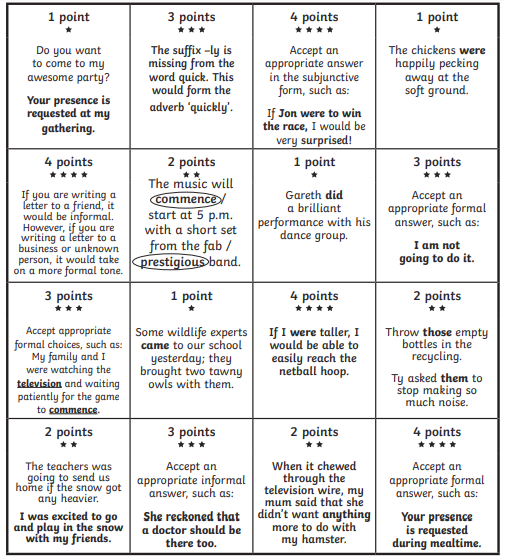 1 point
★
Do you want
to come to my
awesome party?
Your presence is
requested at my
gathering.
3 points
★ ★ ★
The suffix –ly is
missing from the
word quick. This
would form the
adverb ‘quickly’.
4 points
★ ★ ★ ★
Accept an
appropriate answer
in the subjunctive
form, such as:
If Jon were to win
the race, I would be
very surprised!
1 point
★
The chickens were
happily pecking
away at the
soft ground.
4 points
★ ★ ★ ★
If you are writing a
letter to a friend, it
would be informal.
However, if you are
writing a letter to a
business or unknown
person, it would take
on a more formal tone.
2 points
★ ★
The music will
commence /
start at 5 p.m.
with a short set
from the fab /
prestigious band.
1 point
★
Gareth did
a brilliant
performance with his
dance group.
3 points
★ ★ ★
Accept an
appropriate formal
answer, such as:
I am not
going to do it.
3 points
★ ★ ★
Accept appropriate
formal choices, such as:
My family and I
were watching the
television and waiting
patiently for the game
to commence.
1 point
★
Some wildlife experts
came to our school
yesterday; they
brought two tawny
owls with them.
4 points
★ ★ ★ ★
If I were taller, I
would be able to
easily reach the
netball hoop.
2 points
★ ★
Throw those empty
bottles in the
recycling.
Ty asked them to
stop making so
much noise.
2 points
★ ★
The teachers was
going to send us
home if the snow got
any heavier.
I was excited to go
and play in the snow
with my friends.
3 points
★ ★ ★
Accept an
appropriate informal
answer, such as:
She reckoned that
a doctor should be
there too.
2 points
★ ★
When it chewed
through the
television wire, my
mum said that she
didn’t want anything
more to do with
my hamster.
4 points
★ ★ ★ ★
Accept an
appropriate formal
answer, such as:
Your presence
is requested
during mealtime.